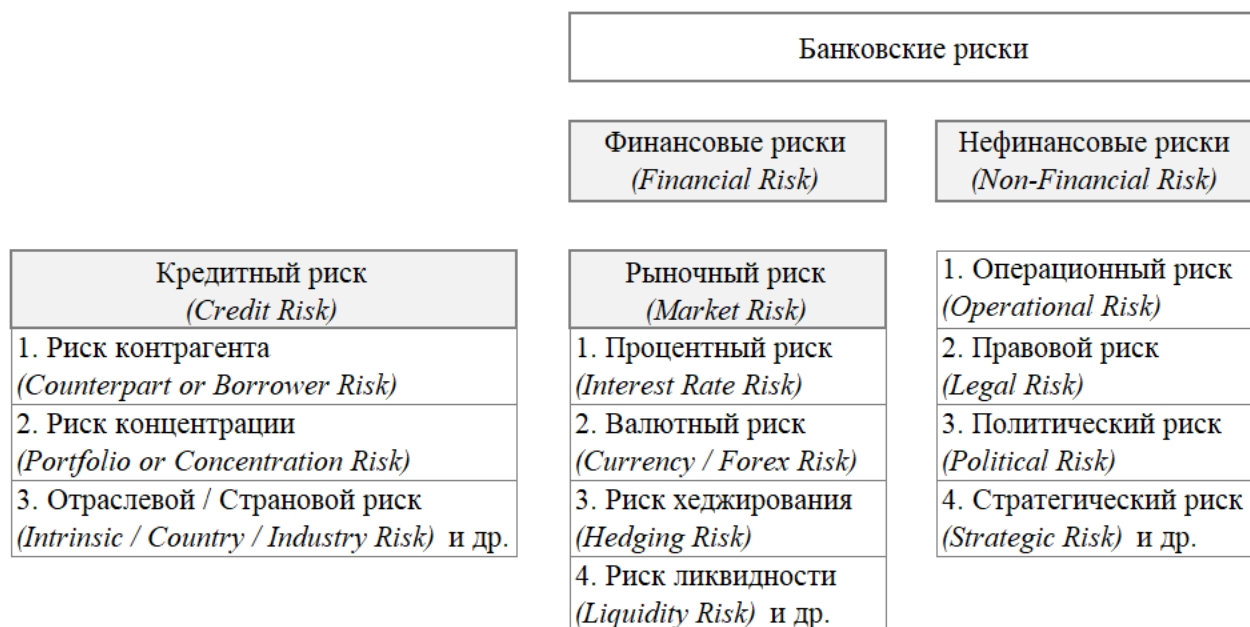 Банковские риски
Финансовые риски
(Financial Risk)
Нефинансовые риски
(Non-Financial Risk)
Кредитный риск
(Credit Risk)
1. Риск контрагента
(Counterpart or Borrower Risk)
2. Риск концентрации
(Portfolio or Concentration Risk)
3. Отраслевой / Страновой риск
(Intrinsic / Country / Industry Risk) и др.
Рыночный риск
(Market Risk)
1. Процентный риск
(Interest Rate Risk)
2. Валютный риск
(Currency / Forex Risk)
3. Риск хеджирования
(Hedging Risk)
4. Риск ликвидности
(Liquidity Risk) и др.
1. Операционный риск
(Operational Risk)
2. Правовой риск
(Legal Risk)
3. Политический риск
(Political Risk)
4. Стратегический риск
(Strategic Risk) и др.